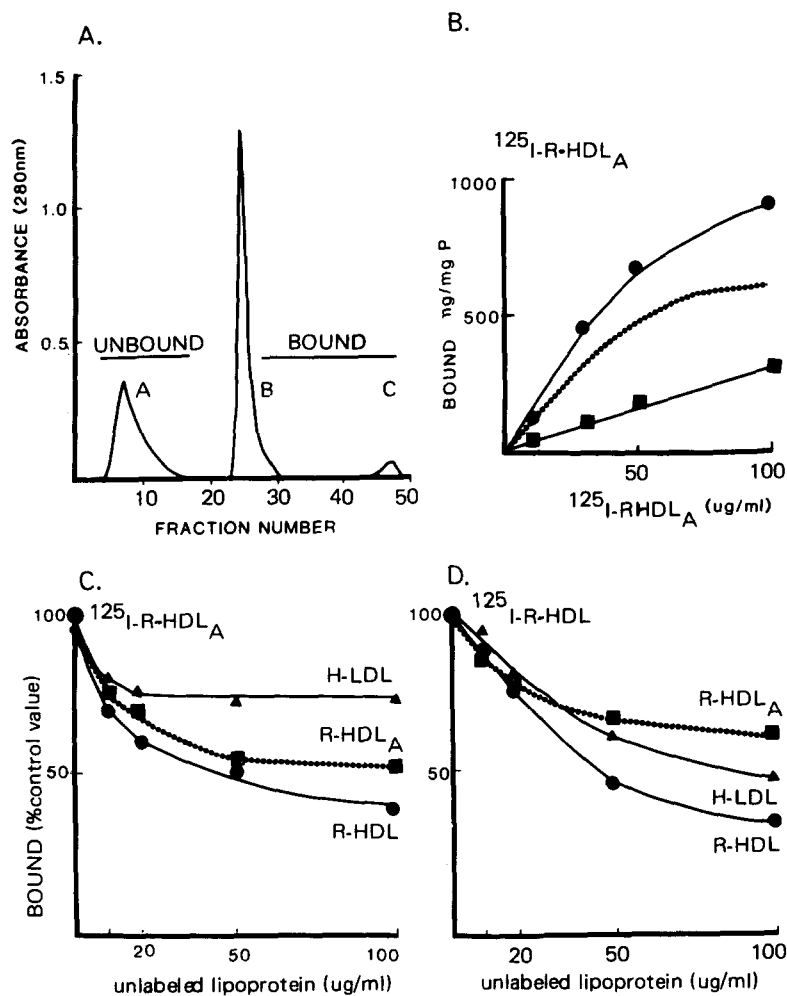 A.
1.5
1.0
0.5
ABSORBANCE (280nm)
UNBOUND
BOUND
A
B
C
10
20
30
40
50
FRACTION NUMBER
B.
125I-R-HDLA
1000
500
BOUND ng/mg P
50
100
125I-RHDLA (ug/ml)
C.
100
125I-R-HDLA
H-LDL
R-HDLA
R-HDL
50
BOUND (%control value)
20
50
100
unlabeled lipoprotein (ug/ml)
D.
100
125I-R-HDL
R-HDLA
H-LDL
R-HDL
50
20
50
100
unlabeled lipoprotein (ug/ml)